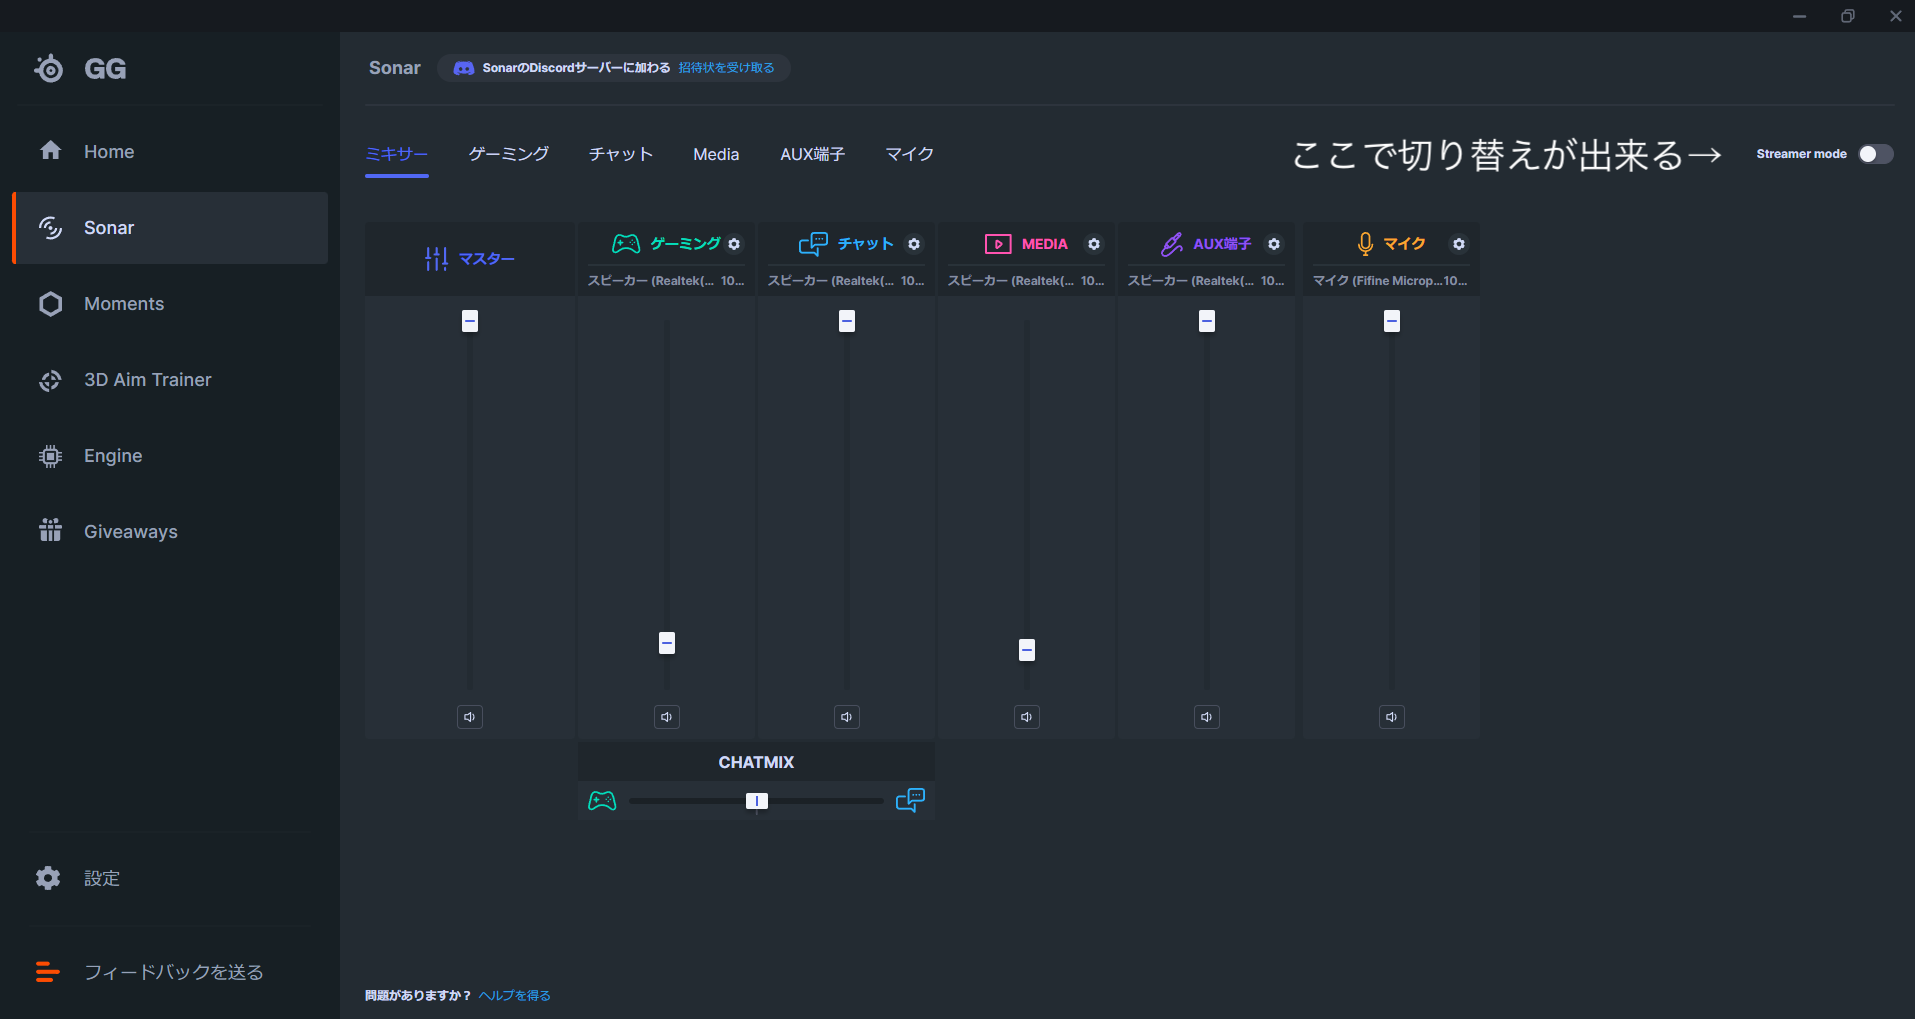 GG
Home
Sonar
Moments
3D Aim Trainer
Engine
Giveaways
設定
フィードバックを送る
Sonar
SonarのDiscordサーバーに加わる 招待状を受け取る
ミキサー ゲーミング チャット Media AUX端子 マイク
ここで切り替えが出来る→
Streamer mode
マスター
ゲーミング
スピーカー (Realtek(... 10...
チャット
スピーカー (Realtek(... 10...
MEDIA
スピーカー (Realtek(... 10...
AUX端子
スピーカー (Realtek(... 10...
マイク
マイク (Fifine Microp...10...
CHATMIX
問題がありますか？ ヘルプを得る